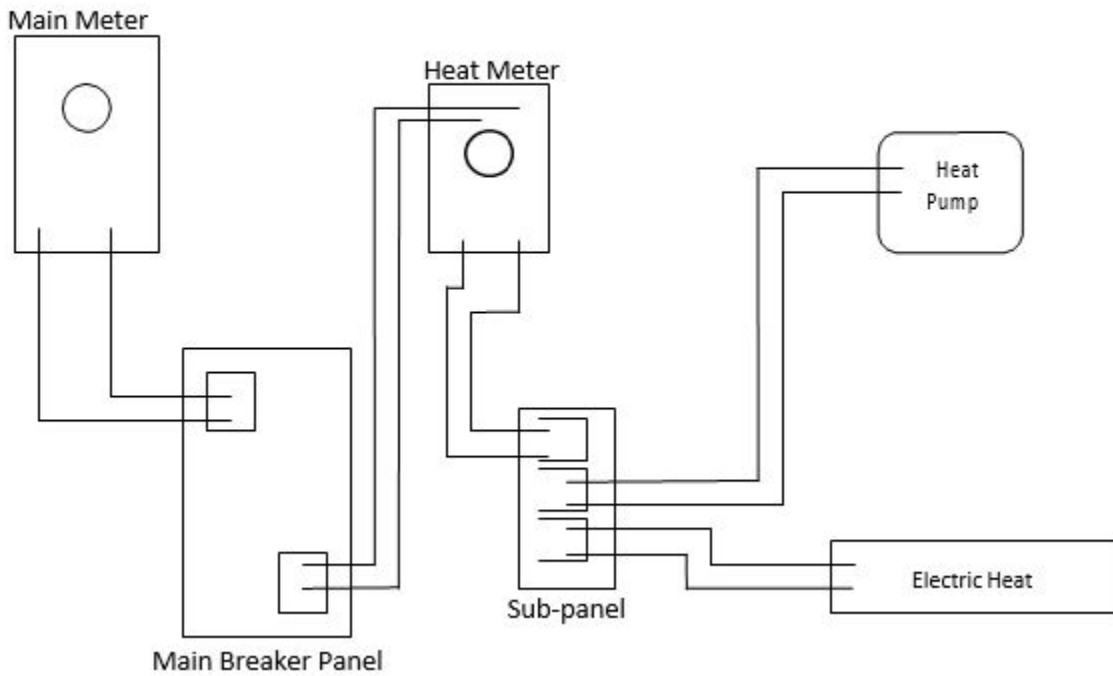 Main Meter
Heat Meter
Heat
Pump
Electric Heat
Sub-panel
Main Breaker Panel